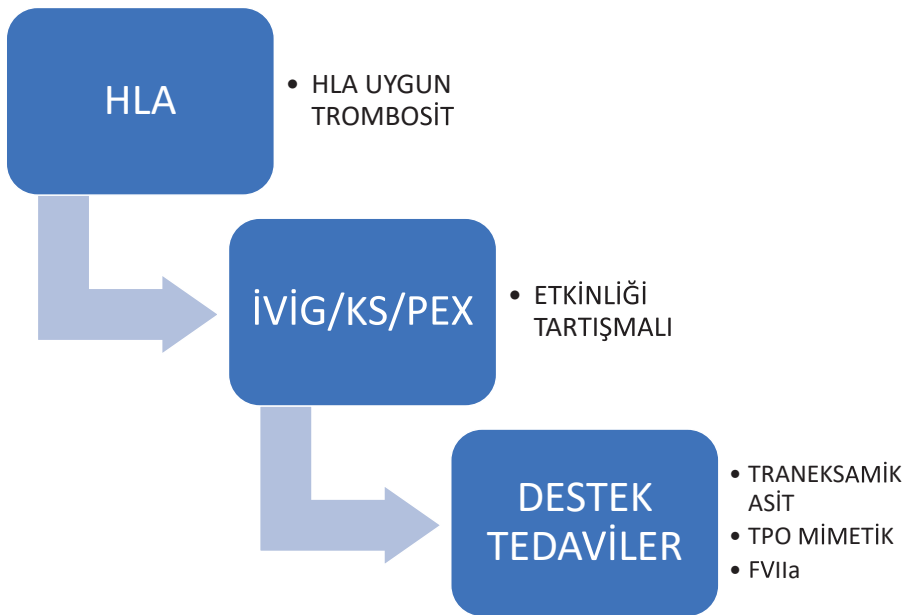 HLA
• HLA UYGUN
TROMBOSİT
İVİG/KS/PEX
• ETKİNLİĞİ
TARTIŞMALI
DESTEK
TEDAVİLER
• TRANEKSAMİK
ASİT
• TPO MİMETİK
• FVIIa